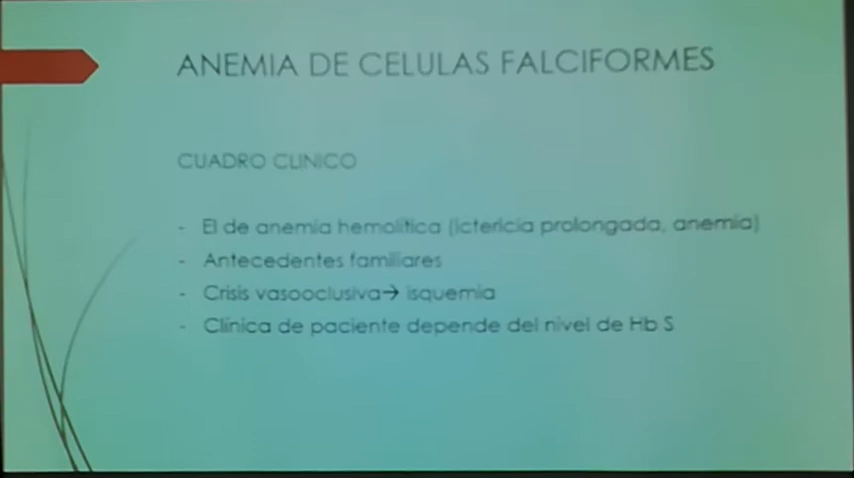 ANEMIA DE CELULAS FALCIFORMES
CUADRO CLINICO
- El de anemia hemolítica (ictericia prolongada, anemia)
- Antecedentes familiares
- Crisis vasooclusiva→ isquemia
- Clínica de paciente depende del nivel de Hb S